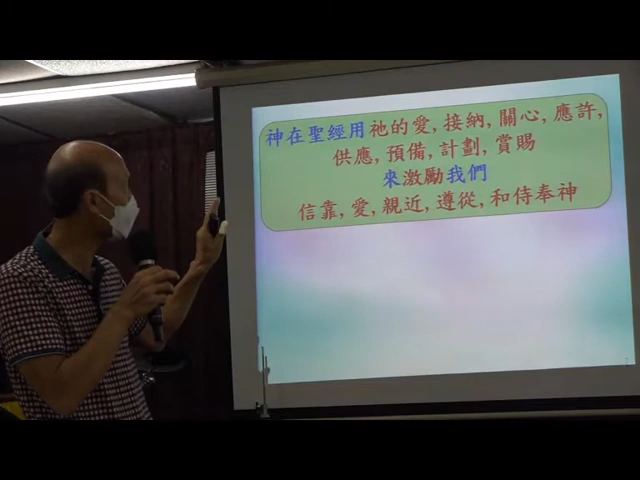 神在聖經用祂的愛, 接納, 關心, 應許,
供應, 預備, 計劃, 賞賜
來激勵我們
信靠, 愛, 親近, 遵從, 和侍奉神